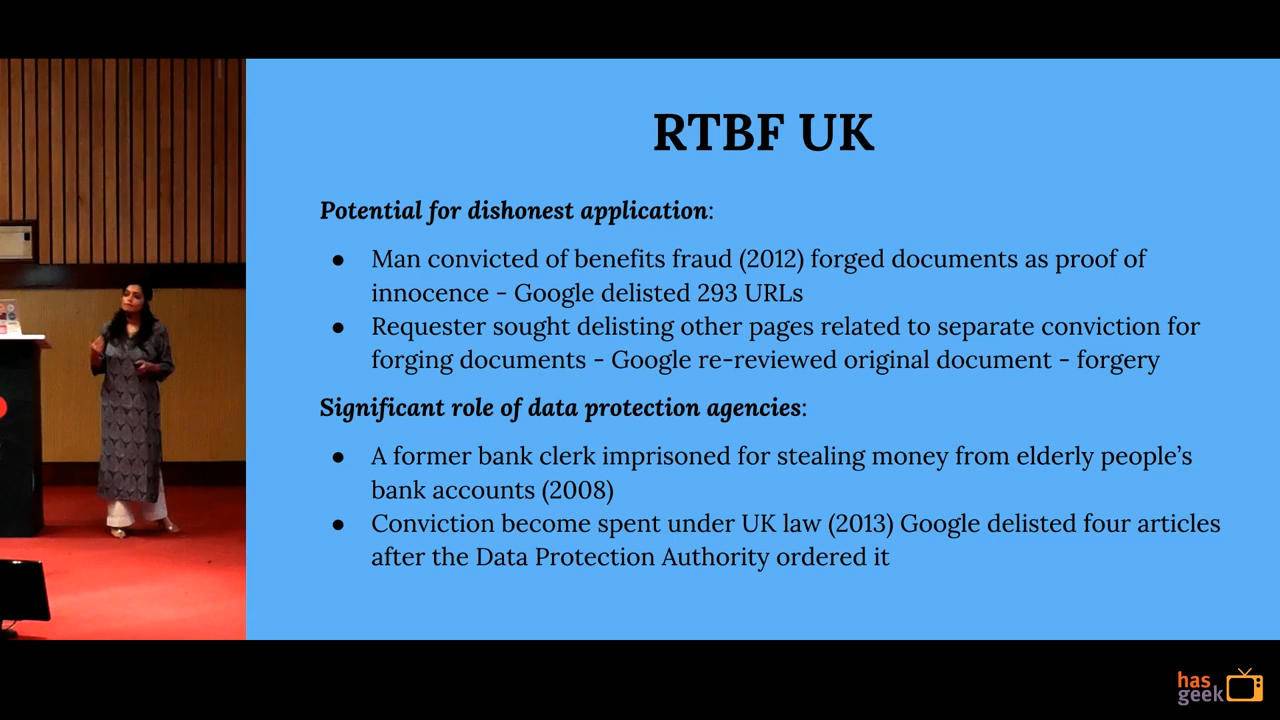 RTBF UK
Potential for dishonest application:
● Man convicted of benefits fraud (2012) forged documents as proof of
innocence - Google delisted 293 URLs
● Requester sought delisting other pages related to separate conviction for
forging documents - Google re-reviewed original document - forgery
Significant role of data protection agencies:
● A former bank clerk imprisoned for stealing money from elderly people's
bank accounts (2008)
● Conviction become spent under UK law (2013) Google delisted four articles
after the Data Protection Authority ordered it
has
geek